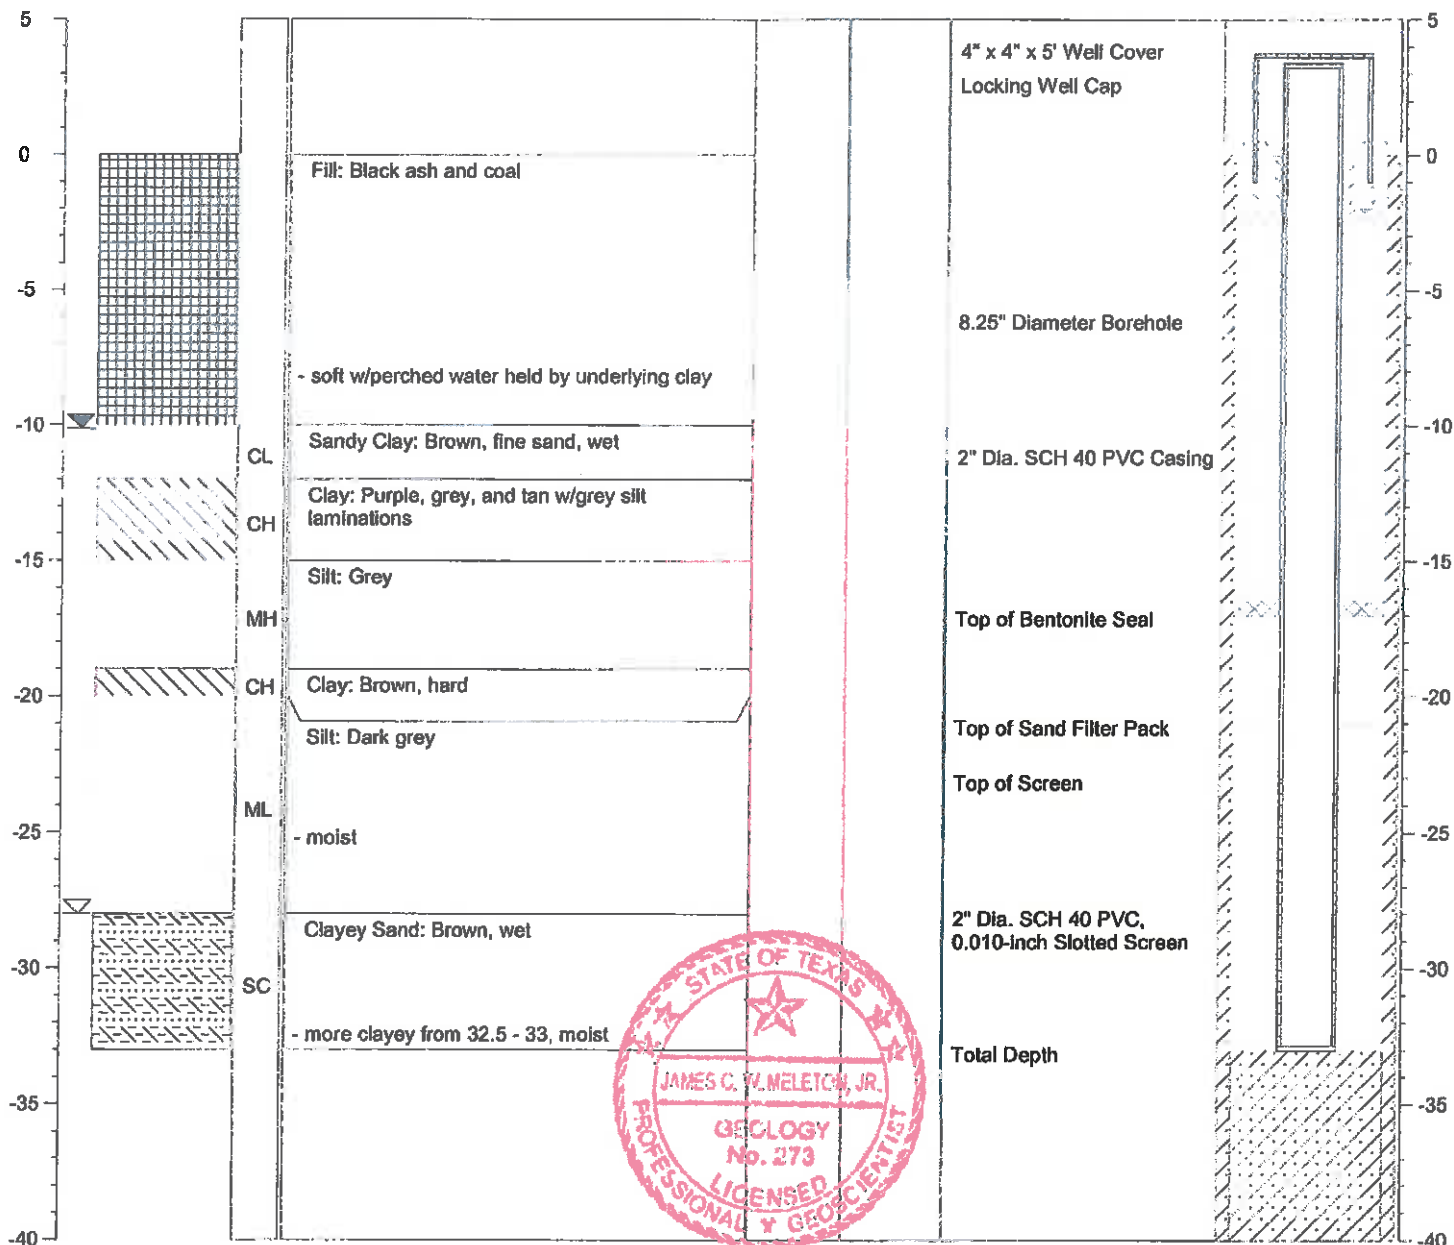 5
0
-5
-10
-15
-20
-25
-30
-35
-40
CL
CH
MH
CH
ML
SC
Fill: Black ash and coal
- soft w/perched water held by underlying clay
Sandy Clay: Brown, fine sand, wet
Clay: Purple, grey, and tan w/grey silt
laminations
Silt: Grey
Clay: Brown, hard
Silt: Dark grey
- moist
Clayey Sand: Brown, wet
- more clayey from 32.5 - 33, moist
4" x 4" x 5' Well Cover
Locking Well Cap
8.25" Diameter Borehole
2" Dia. SCH 40 PVC Casing
Top of Bentonite Seal
Top of Sand Filter Pack
Top of Screen
2" Dia. SCH 40 PVC,
0.010-inch Slotted Screen
Total Depth
5
0
-5
-10
-15
-20
-25
-30
-35
-40
STATE OF TEXAS
JAMES C. W. MELETON, JR.
GEOLOGY
No. 273
LICENSED
PROFESSIONAL GEOSCIENTIST